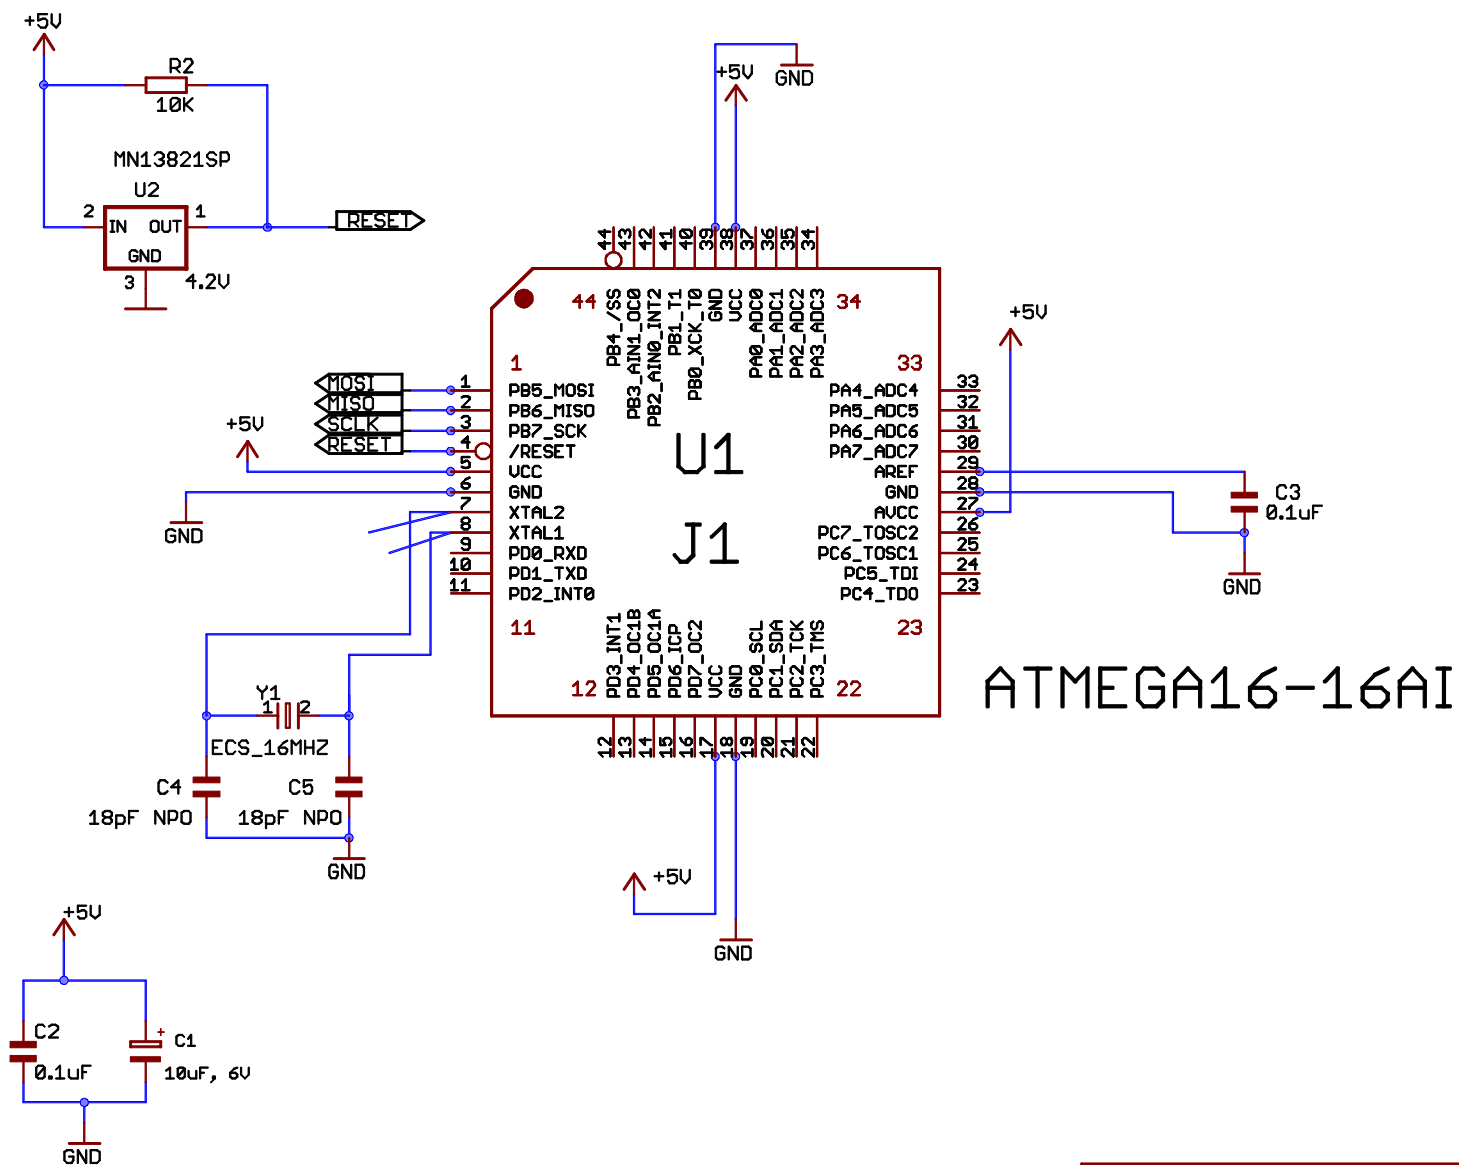 +5V
R2
10K
MN13821SP
U2
2
IN
OUT
1
GND
3
4.2V
RESET
+5V
GND
44
43
42
41
40
39
38
37
36
35
34
44
PB4_/SS
PB3_AIN1_OC0
PB2_AIN0_INT2
PB1_T1
PB0_XCK_T0
GND
VCC
PA0_ADC0
PA1_ADC1
PA2_ADC2
PA3_ADC3
34
1
33
MOSI
1
PB5_MOSI
MISO
2
PB6_MISO
SCLK
3
PB7_SCK
RESET
4
/RESET
+5V
5
VCC
6
GND
GND
7
XTAL2
8
XTAL1
9
PD0_RXD
10
PD1_TXD
11
PD2_INT0
11
U1
J1
PA4_ADC4
33
PA5_ADC5
32
PA6_ADC6
31
PA7_ADC7
30
AREF
29
GND
28
AVCC
27
PC7_TOSC2
26
PC6_TOSC1
25
PC5_TDI
24
PC4_TDO
23
23
+5V
C3
0.1uF
GND
12
PD3_INT1
PD4_OC1B
PD5_OC1A
PD6_ICP
PD7_OC2
VCC
GND
PC0_SCL
PC1_SDA
PC2_TCK
PC3_TMS
22
12
13
14
15
16
17
18
19
20
21
22
ATMEGA16-16AI
Y1
1
2
ECS_16MHZ
C4
18pF NPO
C5
18pF NPO
GND
+5V
GND
+5V
C2
0.1uF
+
C1
10uF, 6V
GND